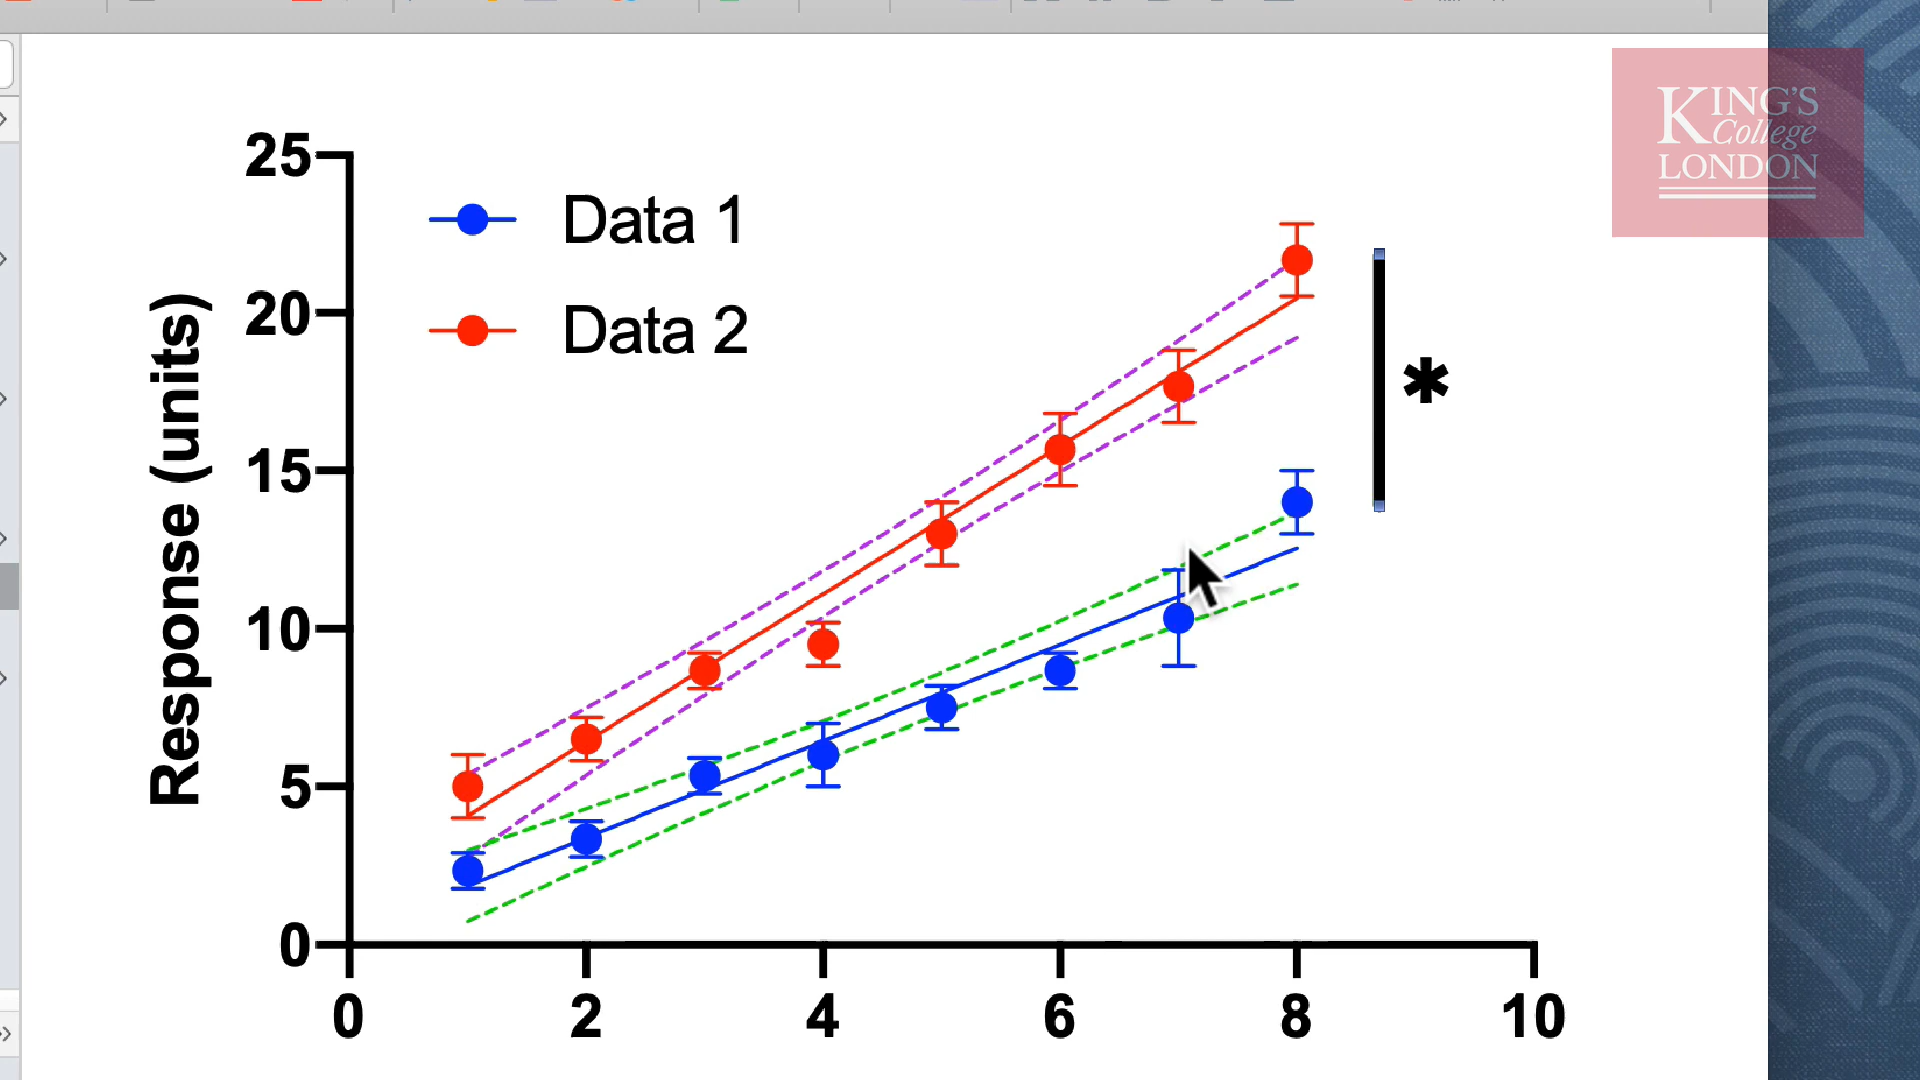 KING'S
College
LONDON
25
20
15
10
5
0
Response (units)
Data 1
Data 2
*
0 2 4 6 8 10